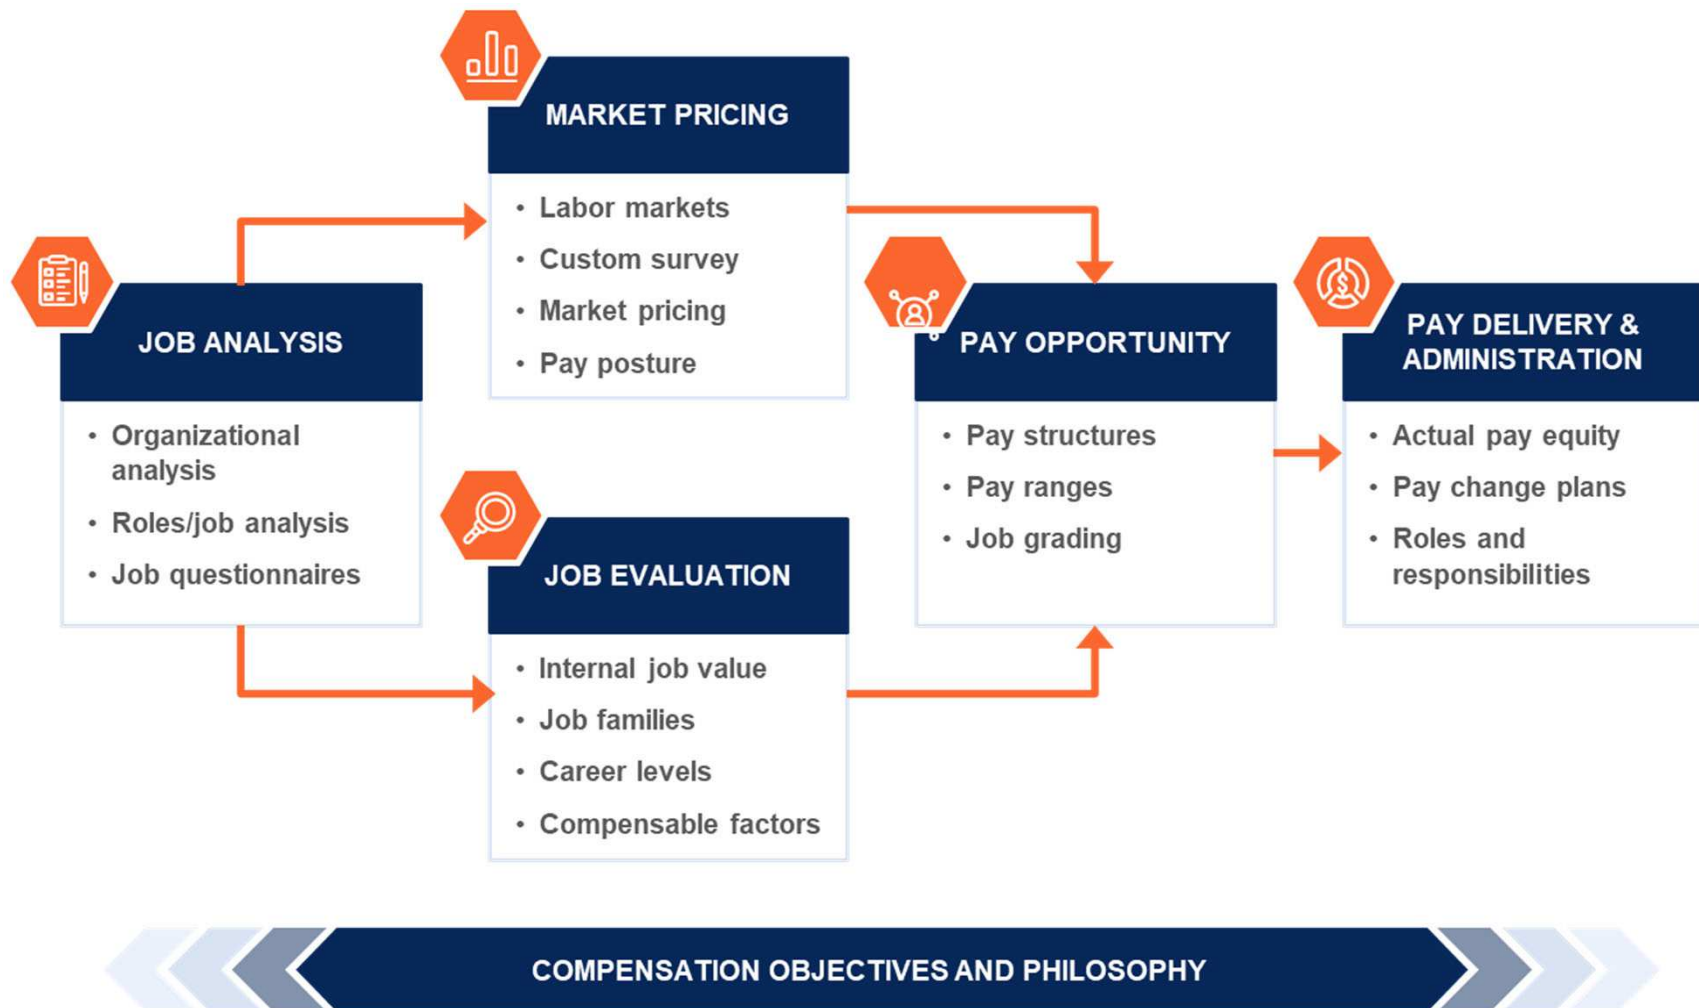 MARKET PRICING
• Labor markets
• Custom survey
• Market pricing
• Pay posture
JOB ANALYSIS
• Organizational
analysis
• Roles/job analysis
• Job questionnaires
JOB EVALUATION
• Internal job value
• Job families
• Career levels
• Compensable factors
PAY OPPORTUNITY
• Pay structures
• Pay ranges
• Job grading
$
PAY DELIVERY &
ADMINISTRATION
• Actual pay equity
• Pay change plans
• Roles and
responsibilities
COMPENSATION OBJECTIVES AND PHILOSOPHY